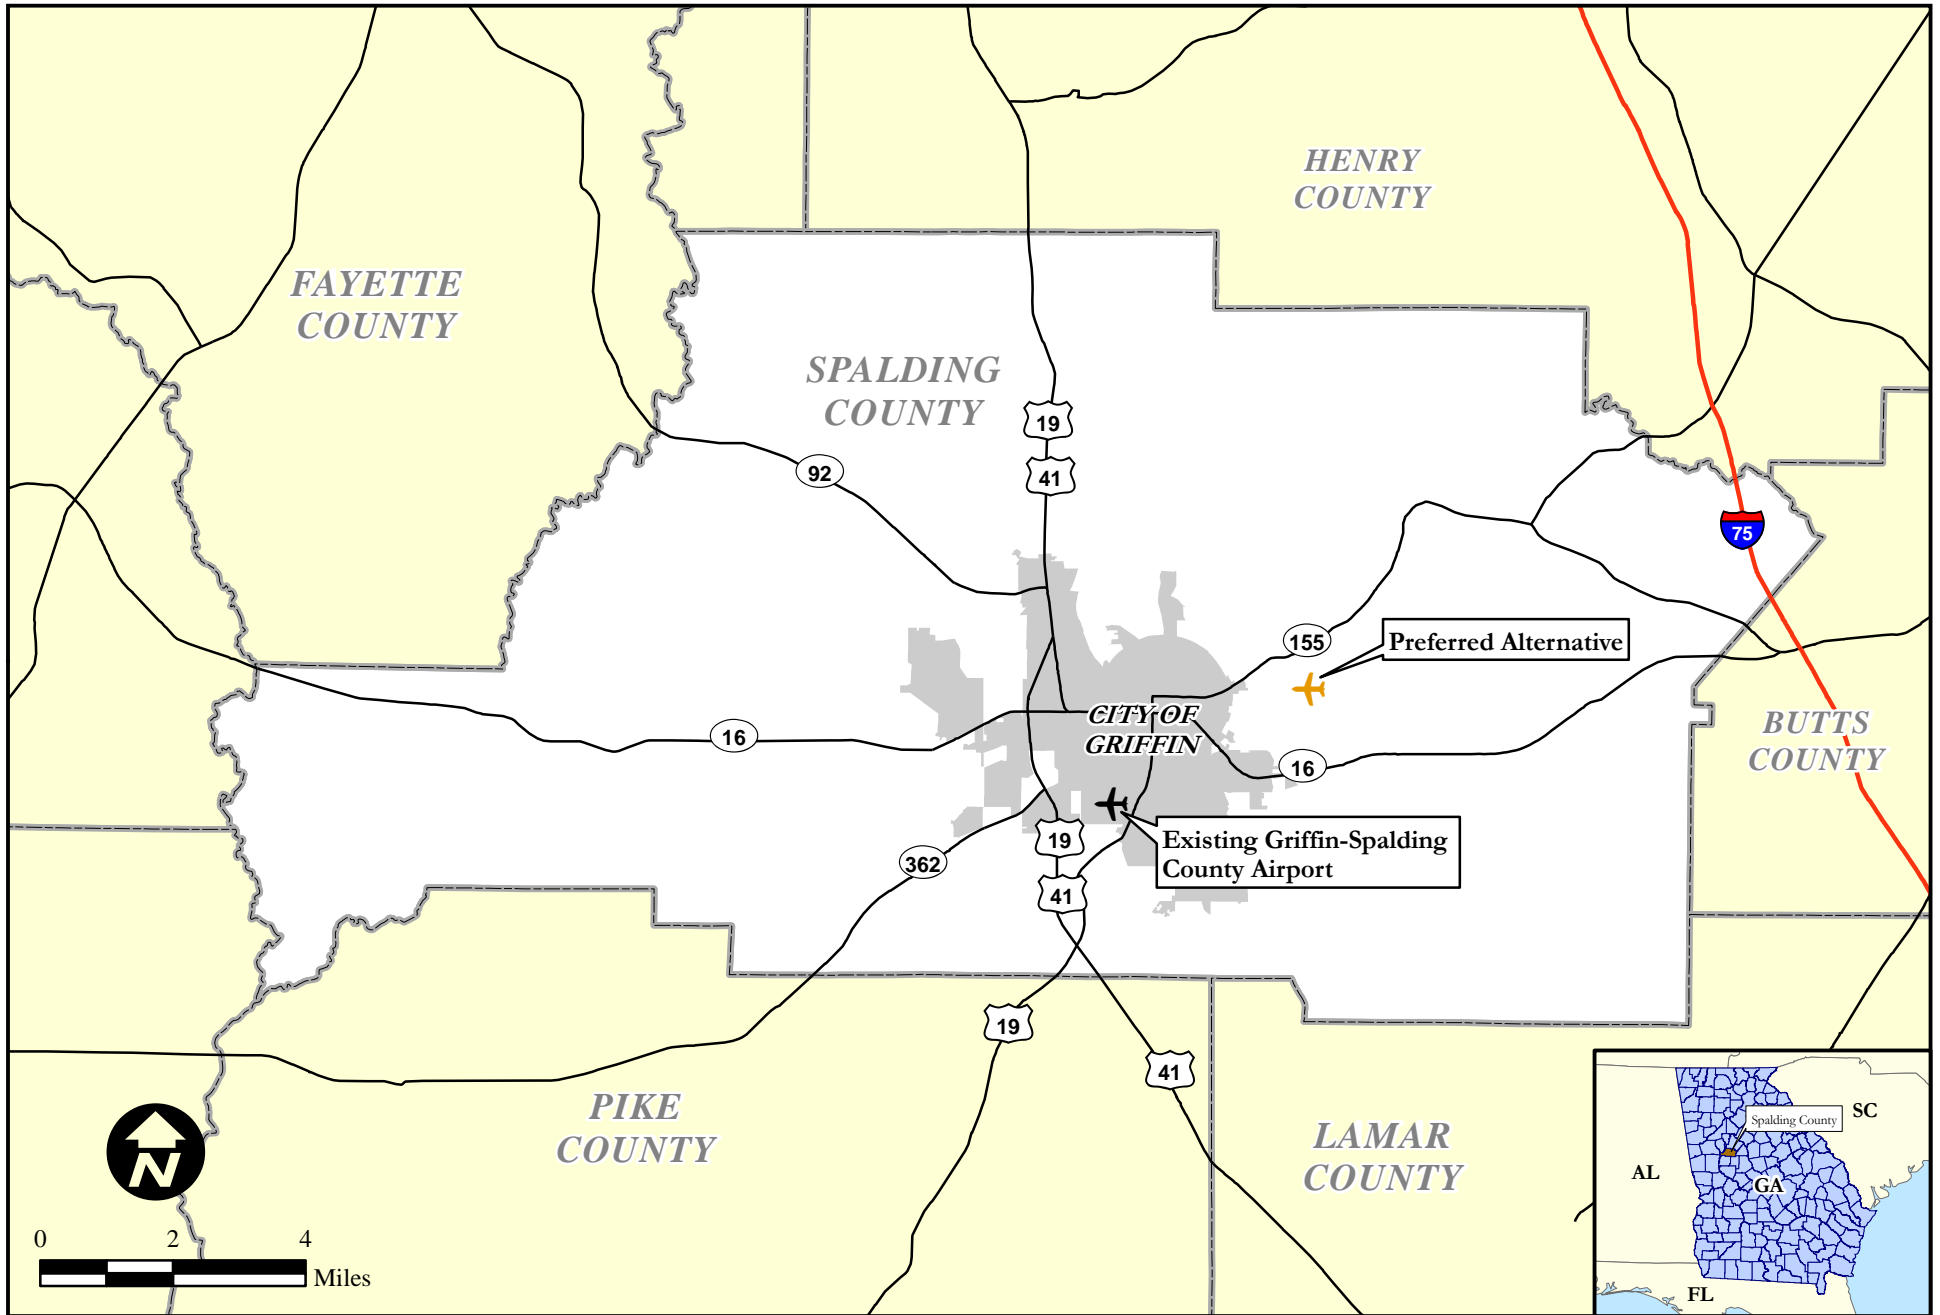 HENRY
COUNTY
FAYETTE
COUNTY
SPALDING
COUNTY
19
92
41
75
155
Preferred Alternative
CITY OF
GRIFFIN
16
BUTTS
COUNTY
16
Existing Griffin-Spalding
County Airport
19
362
41
19
41
PIKE
COUNTY
LAMAR
COUNTY
N
0 2 4
Miles
Spalding County
SC
AL
GA
FL